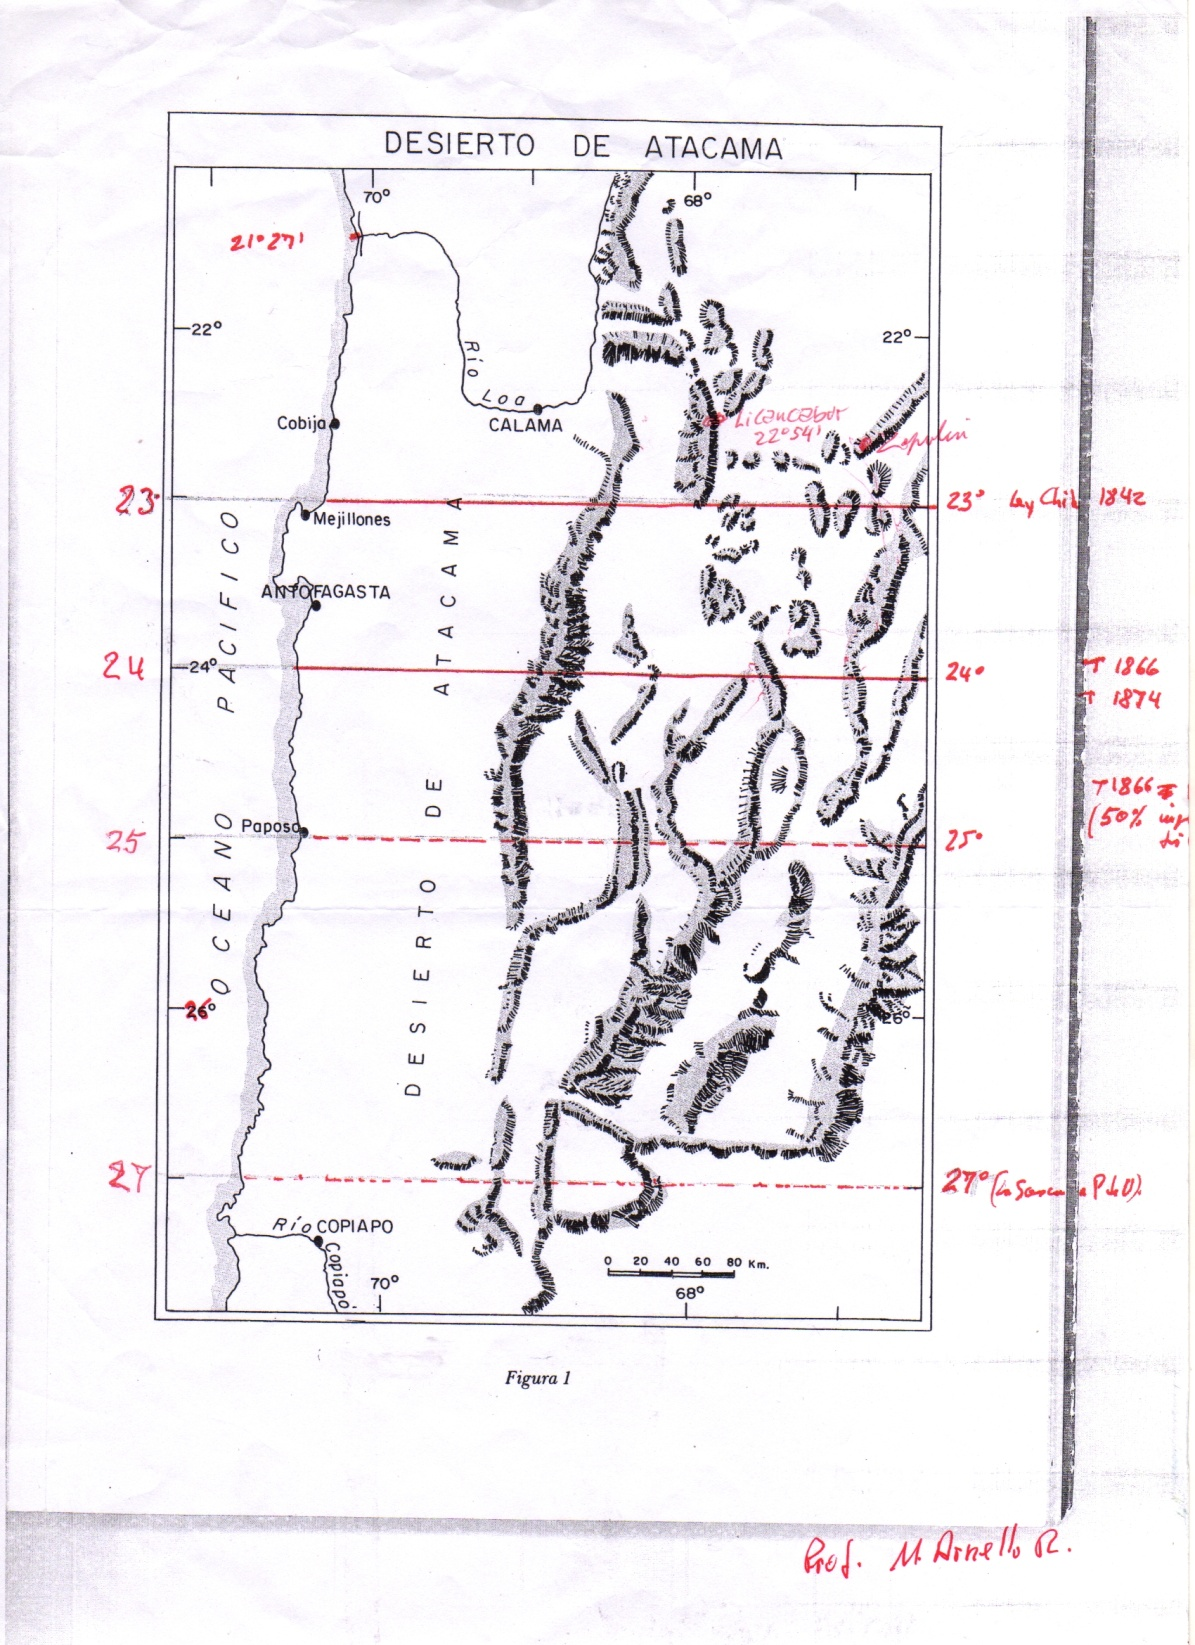 DESIERTO DE ATACAMA
70°
68°
21°27'
22°
22°
Río
LOA
CALAMA
Cobija
Licancabur
22°54'
23°
23° Ley Chile 1842
Mejillones
ANTOFAGASTA
OCEANO PACIFICO
DESIERTO DE ATACAMA
24
24°
24°
T 1866
T 1874
T 1866
(50%
Paposo
25
25°
26°
26°
27
27°
Río COPIAPO
Copiapó
0 20 40 60 80 Km.
70°
68°
Figura 1
Prof. M. Arnello R.